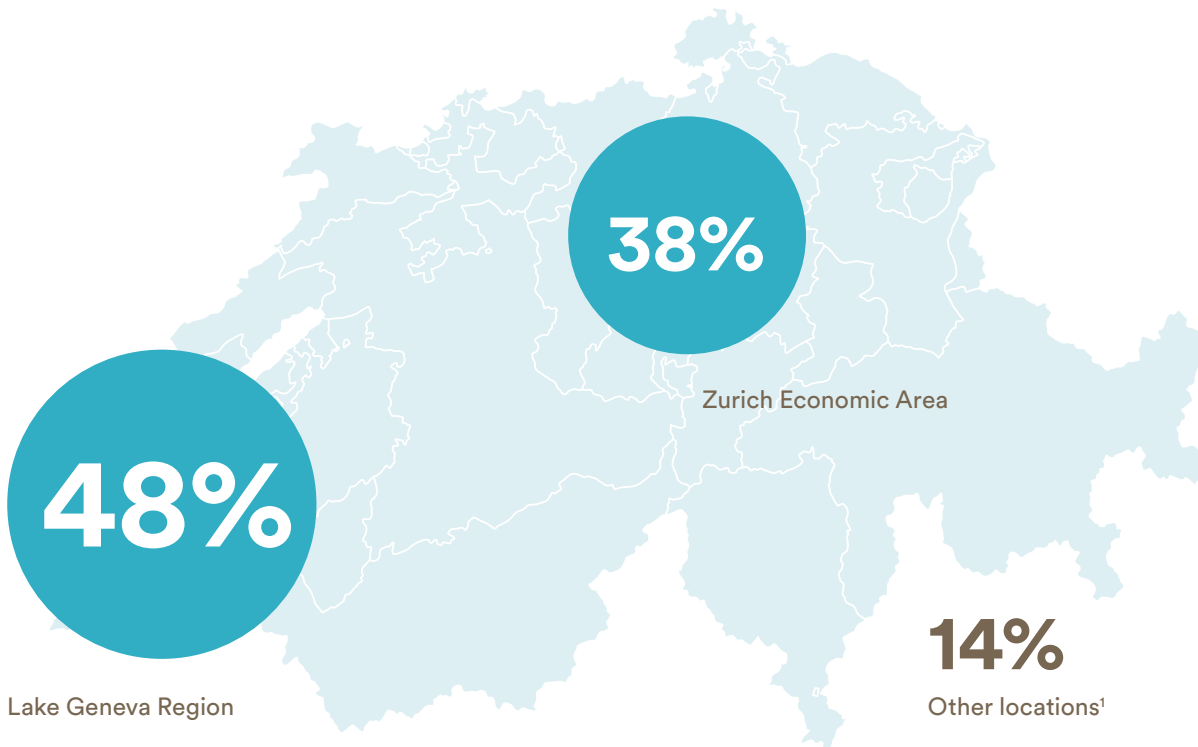 38%
Zurich Economic Area
48%
Lake Geneva Region
14%
Other locations¹